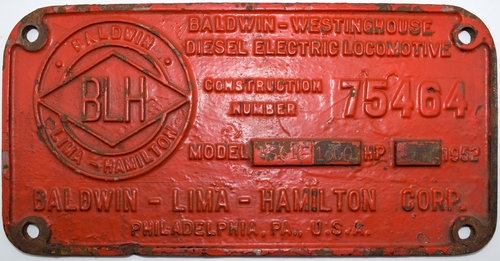 BALDWIN
BLH
LIMA - HAMILTON
BALDWIN - WESTINGHOUSE
DIESEL ELECTRIC LOCOMOTIVE
CONSTRUCTION
NUMBER
75464
MODEL HP 1952
BALDWIN - LIMA - HAMILTON CORP.
PHILADELPHIA, PA., U.S.A.